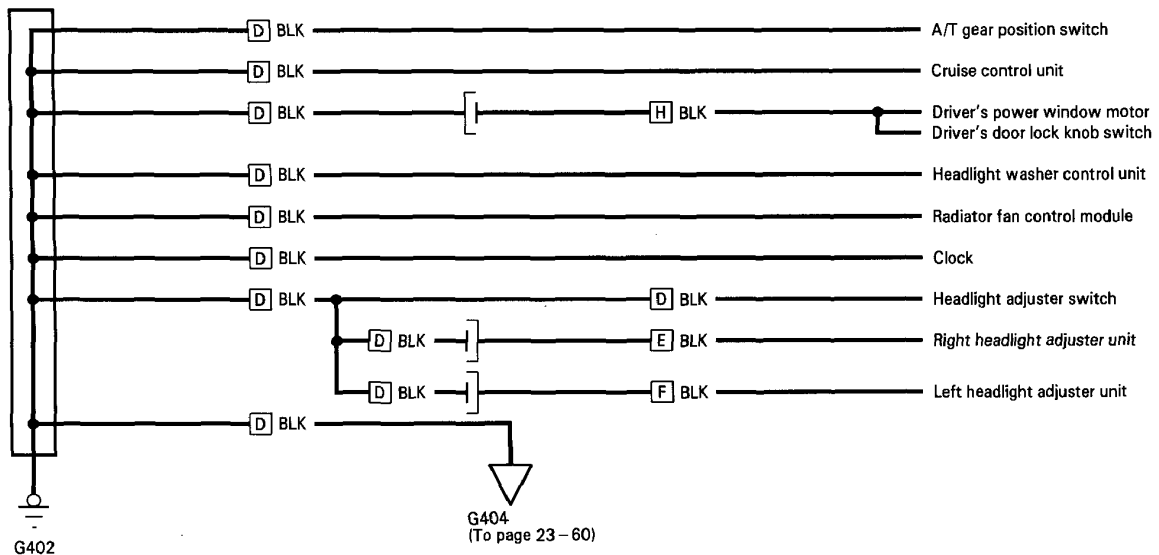 D BLK A/T gear position switch
D BLK Cruise control unit
D BLK H BLK Driver's power window motor
Driver's door lock knob switch
D BLK Headlight washer control unit
D BLK Radiator fan control module
D BLK Clock
D BLK D BLK Headlight adjuster switch
D BLK E BLK Right headlight adjuster unit
D BLK F BLK Left headlight adjuster unit
D BLK
G404
(To page 23–60)
G402